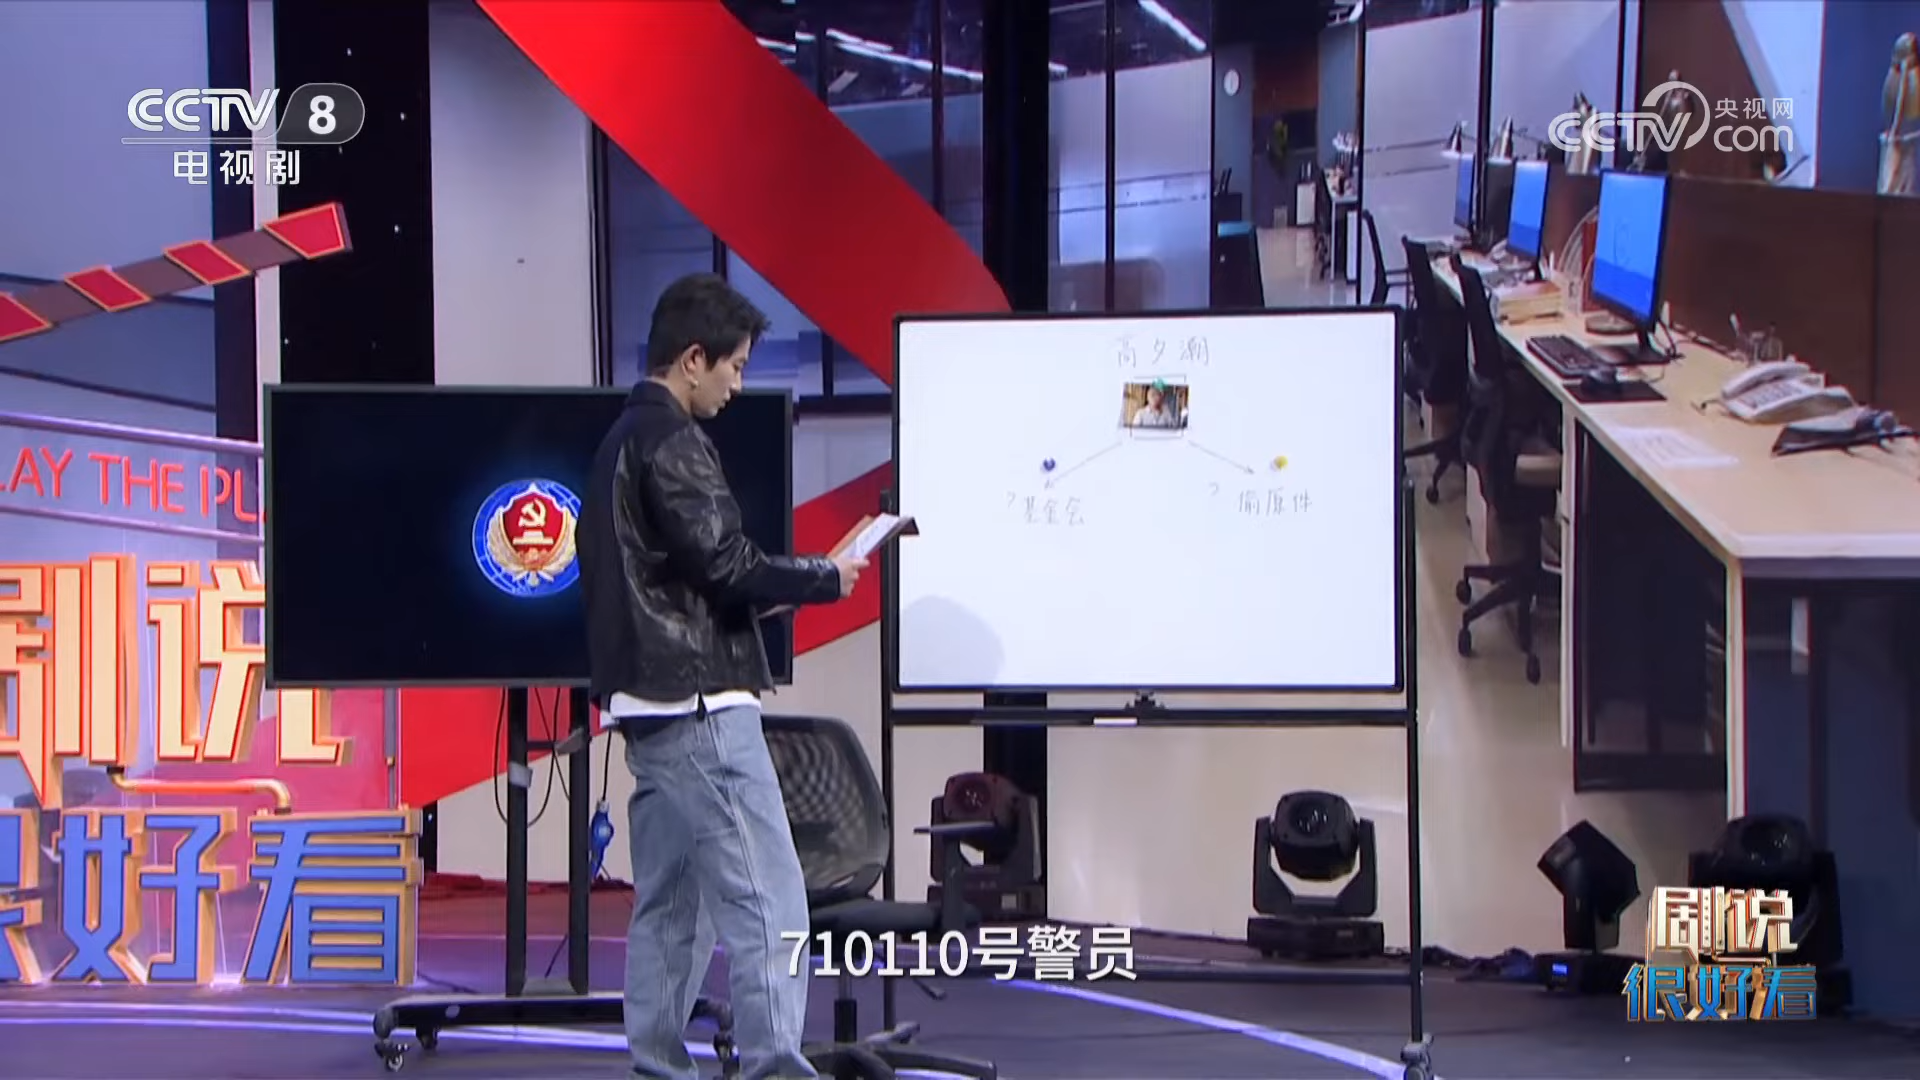 CCTV 8
电视剧
央视网
CCTV.com
LAY THE PL
剧说
很好看
高夕潮
?基金会
? 偷原件
710110号警员
剧说
很好看